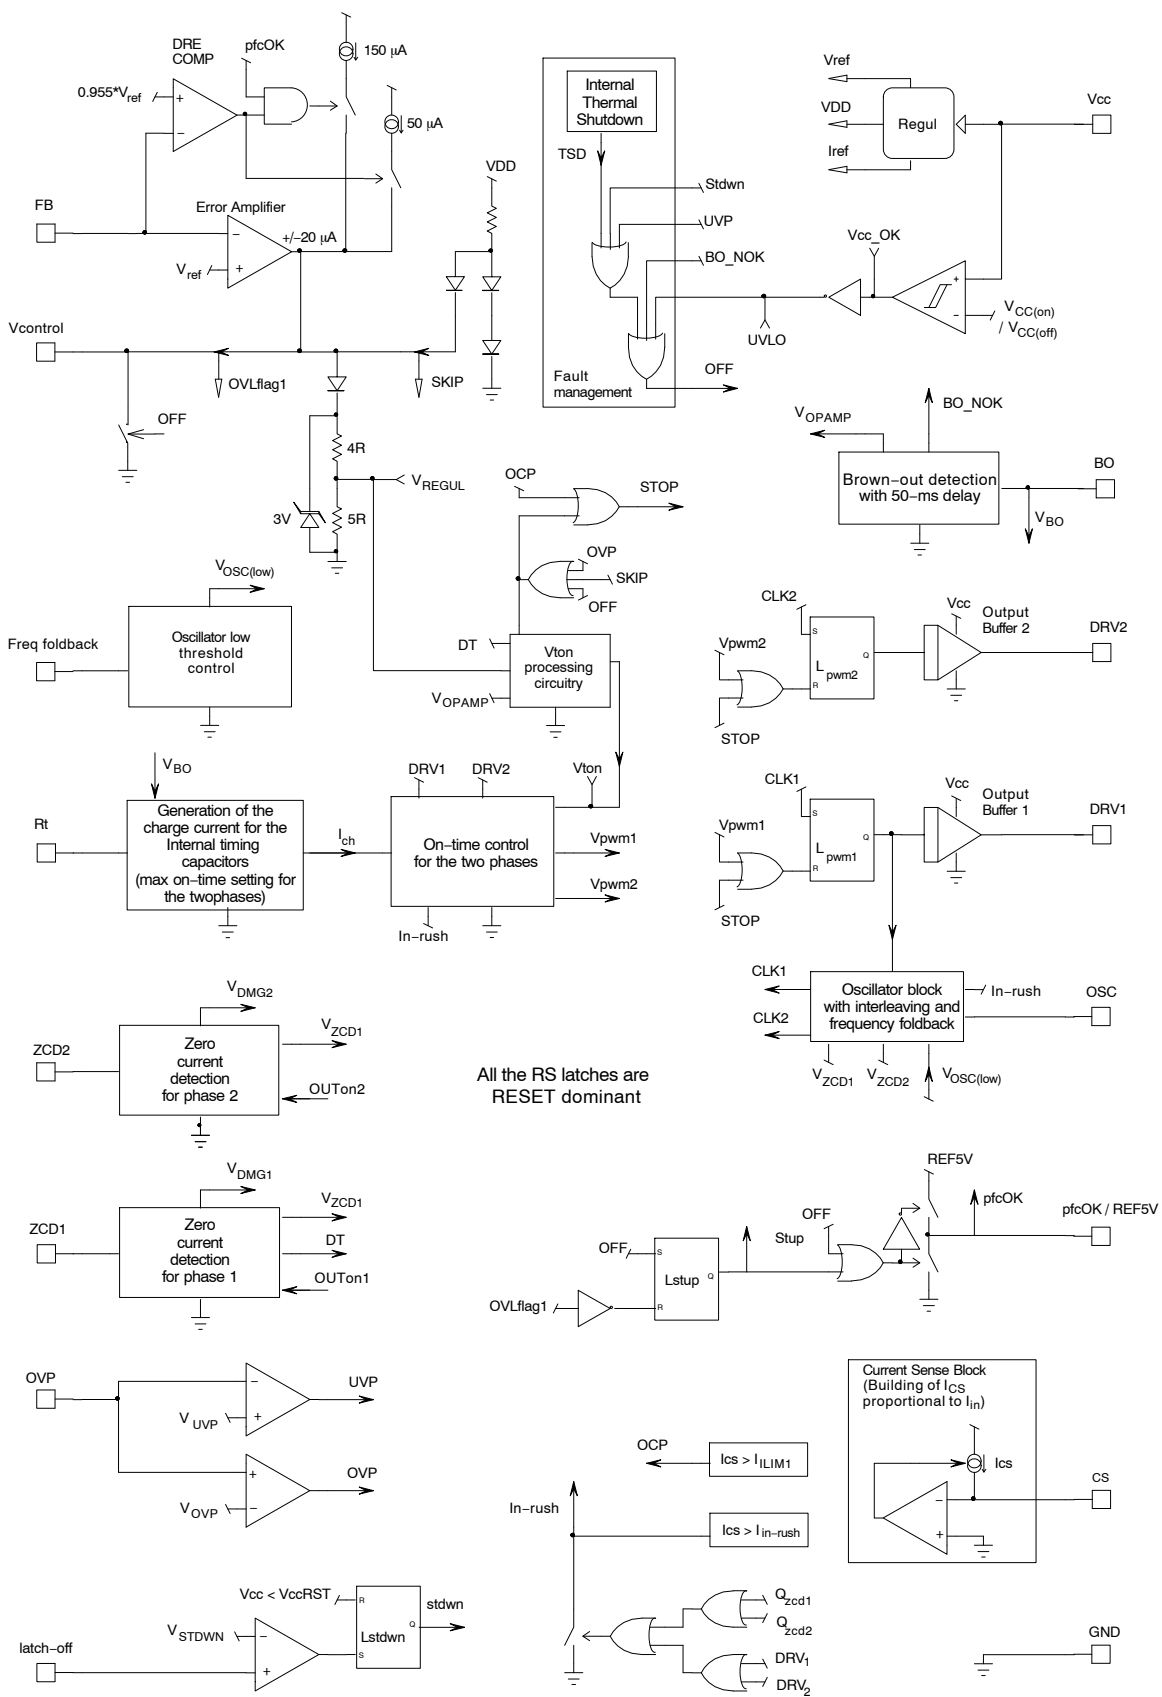 DRE
COMP
pfcOK
150 µA
0.955*Vref
50 µA
Internal
Thermal
Shutdown
TSD
Vref
VDD
Iref
Regul
Vcc
FB
Error Amplifier
+/−20 µA
Vref
VDD
Stdwn
UVP
BO_NOK
Vcc_OK
VCC(on)
/ VCC(off)
UVLO
OFF
Fault
management
Vcontrol
OVLflag1
SKIP
OFF
4R
5R
3V
VREGUL
OCP
STOP
OVP
SKIP
OFF
VOPAMP
BO_NOK
Brown−out detection
with 50−ms delay
BO
VBO
VOSC(low)
Freq foldback
Oscillator low
threshold
control
DT
VOPAMP
Vton
processing
circuitry
CLK2
Vpwm2
STOP
S
R
Q
Lpwm2
Vcc
Output
Buffer 2
DRV2
VBO
Rt
Generation of the
charge current for the
Internal timing
capacitors
(max on−time setting for
the twophases)
Ich
DRV1
DRV2
Vton
On−time control
for the two phases
Vpwm1
Vpwm2
In−rush
CLK1
Vpwm1
STOP
S
R
Q
Lpwm1
Vcc
Output
Buffer 1
DRV1
CLK1
CLK2
Oscillator block
with interleaving and
frequency foldback
In−rush
OSC
VZCD1
VZCD2
VOSC(low)
VDMG2
ZCD2
Zero
current
detection
for phase 2
VZCD1
OUTon2
All the RS latches are
RESET dominant
VDMG1
ZCD1
Zero
current
detection
for phase 1
VZCD1
DT
OUTon1
OFF
OVLflag1
S
R
Q
Lstup
Stup
OFF
REF5V
pfcOK
pfcOK / REF5V
OVP
UVP
VUVP
OVP
VOVP
Current Sense Block
(Building of ICS
proportional to Iin)
Ics
CS
OCP
Ics > IILIM1
In−rush
Ics > Iin−rush
Vcc < VccRST
VSTDWN
latch−off
R
S
Q
Lstdwn
stdwn
Qzcd1
Qzcd2
DRV1
DRV2
GND